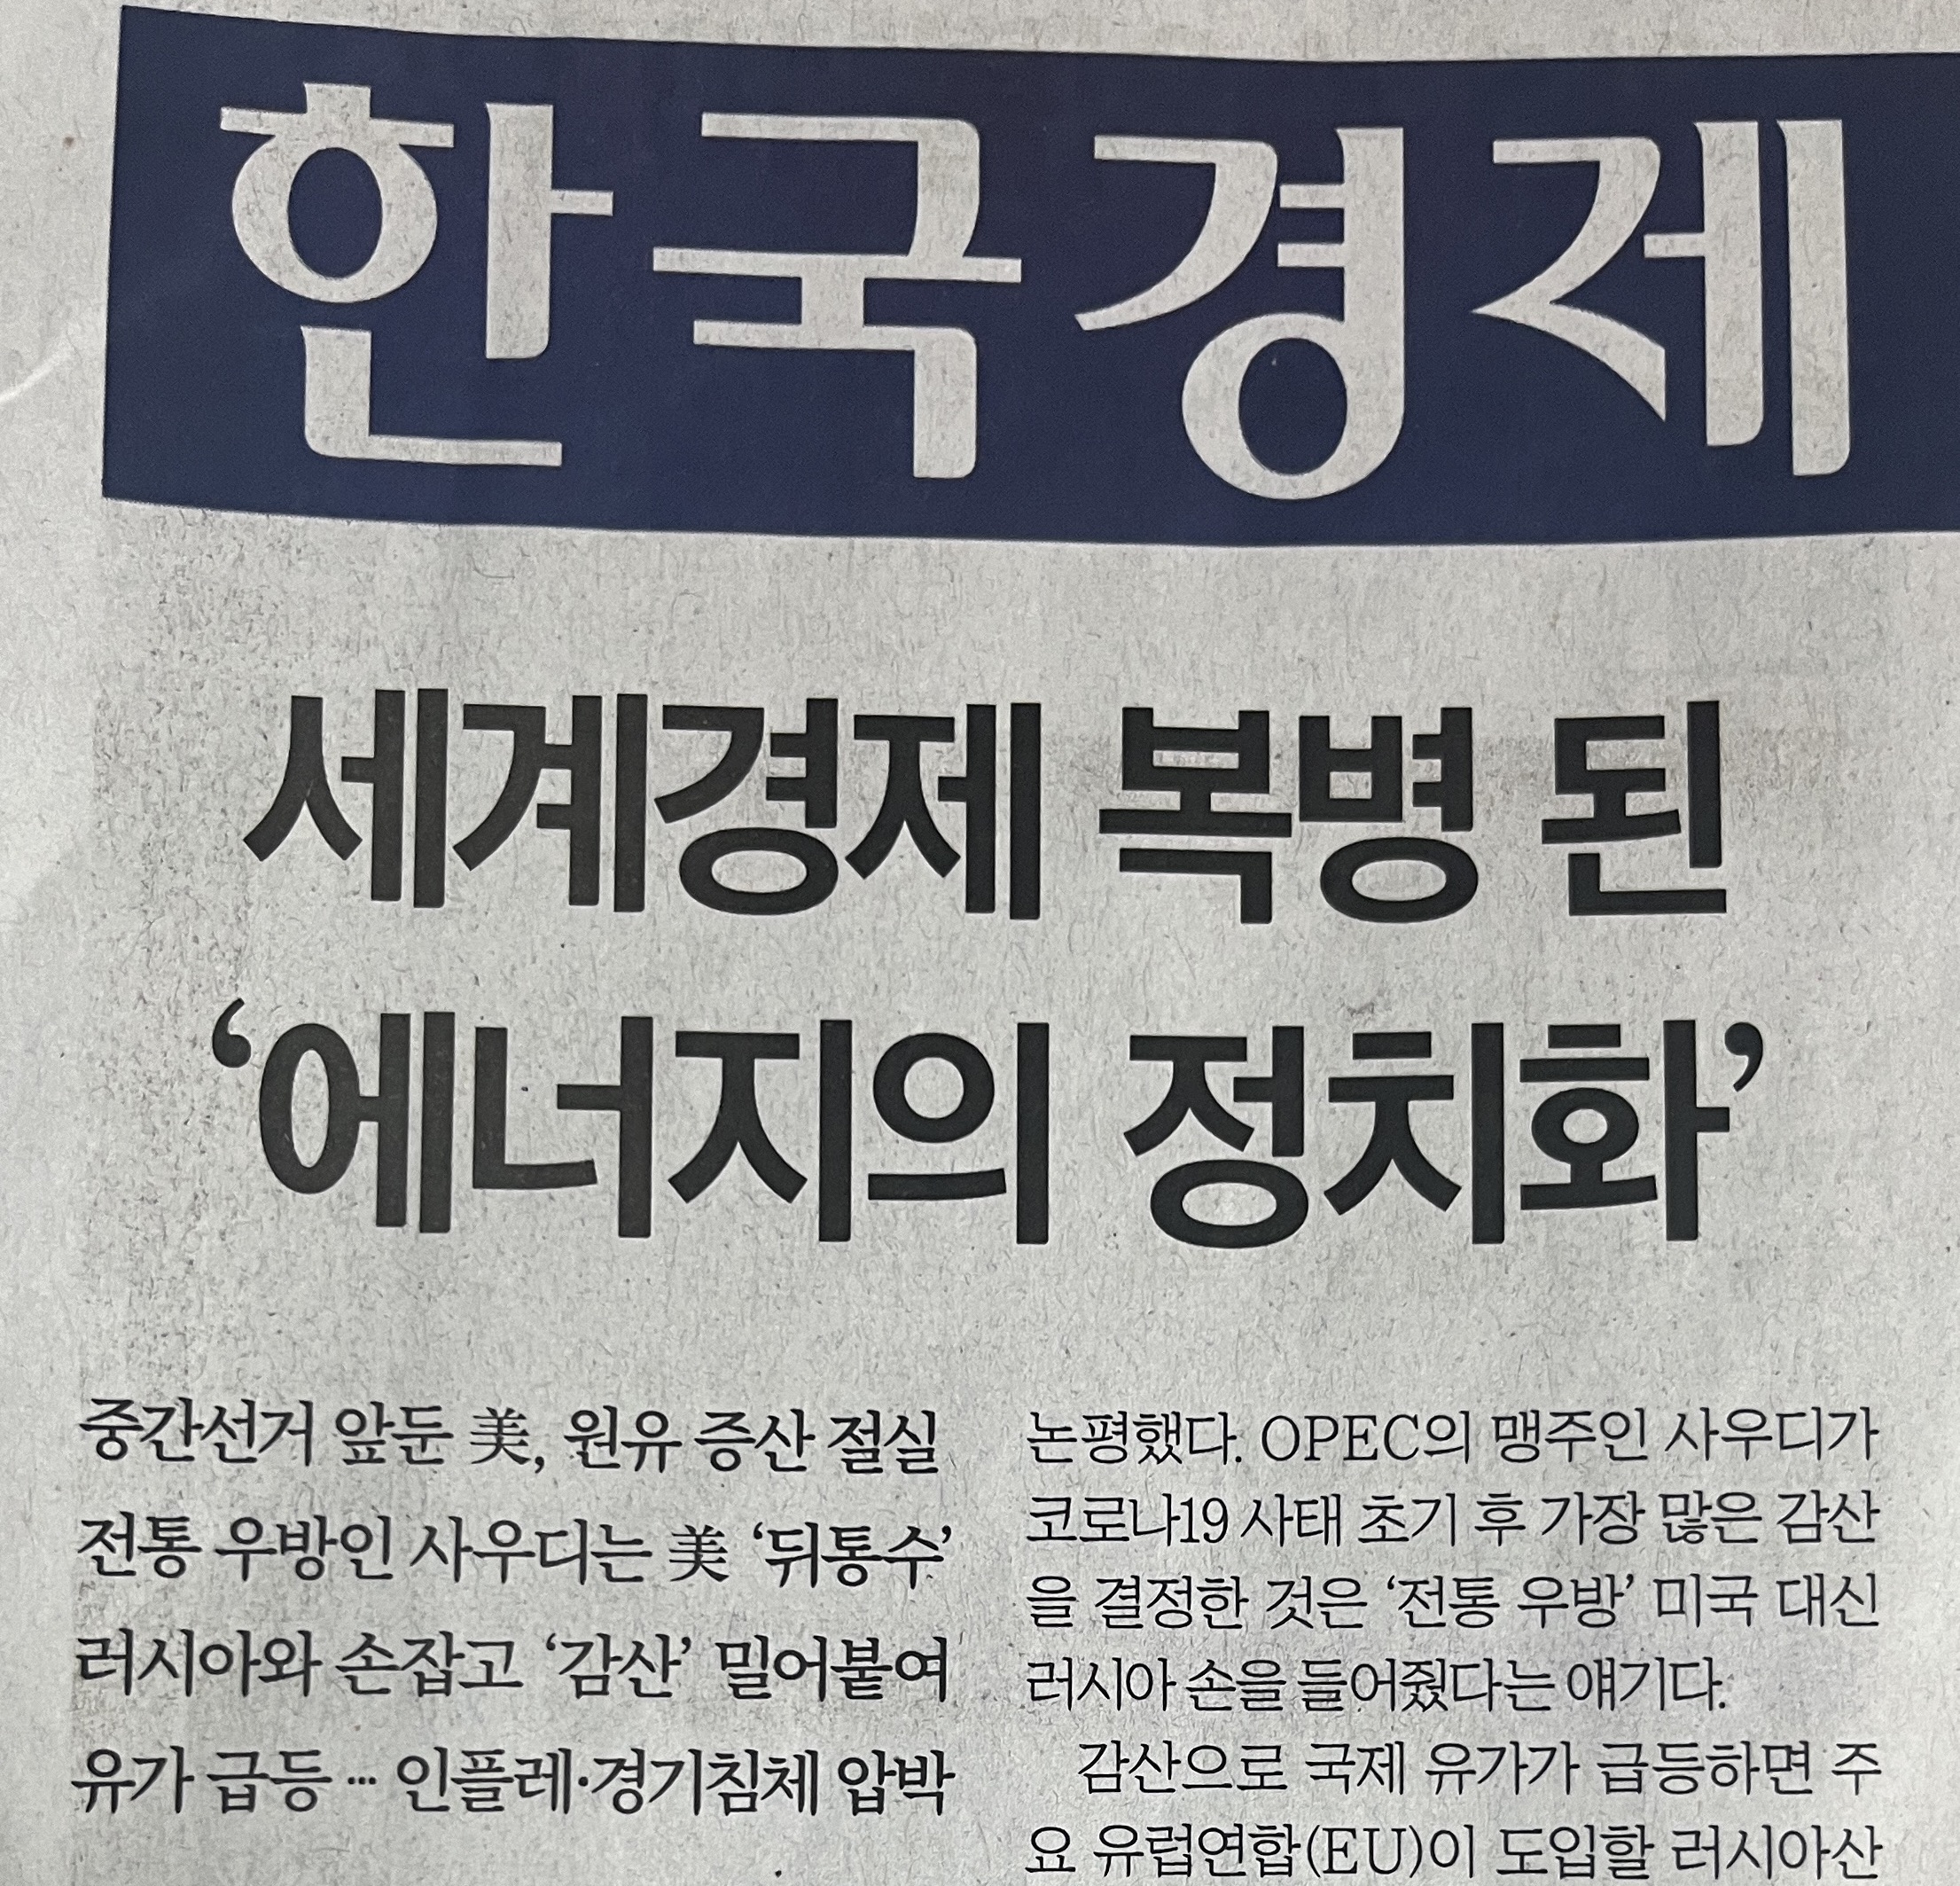 한국경제
세계경제 복병 된
‘에너지의 정치화’
중간선거 앞둔 美, 원유 증산 절실
전통 우방인 사우디는 美 ‘뒤통수’
러시아와 손잡고 ‘감산’ 밀어붙여
유가 급등… 인플레·경기침체 압박
논평했다. OPEC의 맹주인 사우디가
코로나19 사태 초기 후 가장 많은 감산
을 결정한 것은 ‘전통 우방’ 미국 대신
러시아 손을 들어줬다는 얘기다.
감산으로 국제 유가가 급등하면 주
요 유럽연합(EU)이 도입할 러시아산